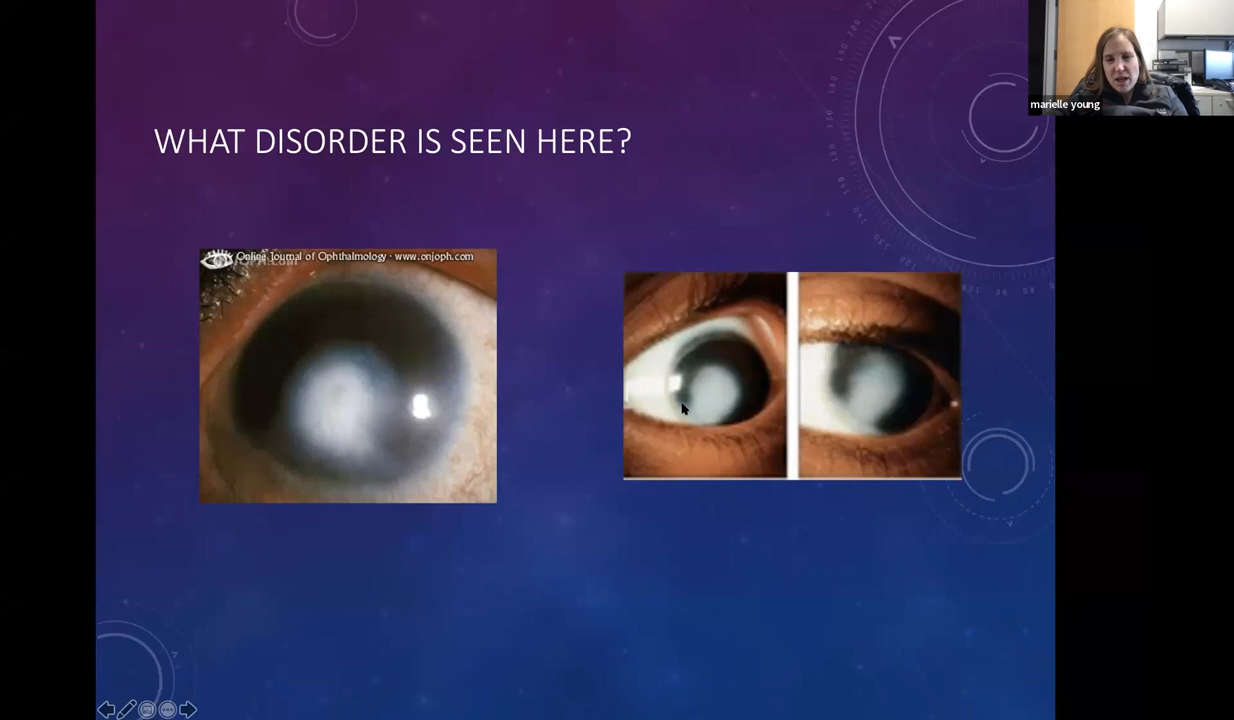 WHAT DISORDER IS SEEN HERE?
Online Journal of Ophthalmology · www.onjoph.com
marielle young